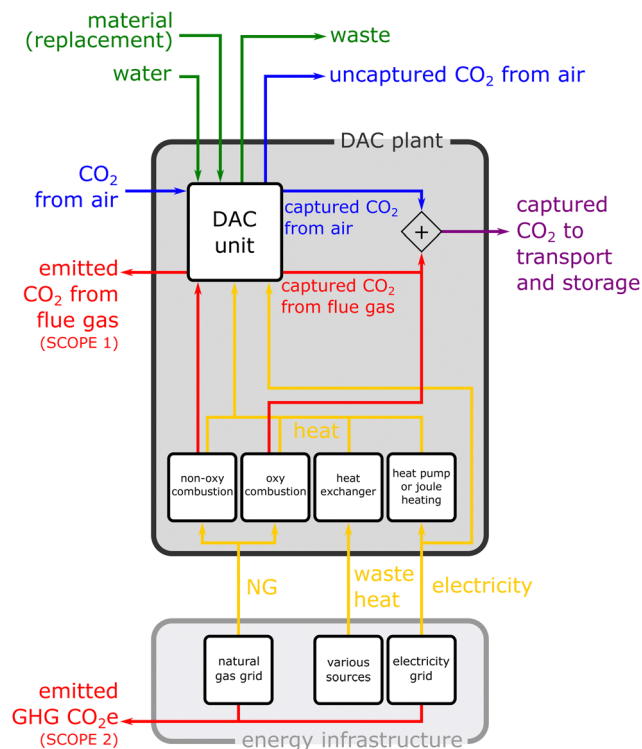 material
(replacement)
waste
water
uncaptured CO₂ from air
DAC plant
CO₂
from air
DAC
unit
captured CO₂
from air
+
captured
CO₂ to
transport
and storage
emitted
CO₂ from
flue gas
(SCOPE 1)
captured CO₂
from flue gas
heat
non-oxy
combustion
oxy
combustion
heat
exchanger
heat pump
or joule
heating
NG
waste
heat
electricity
natural
gas grid
various
sources
electricity
grid
emitted
GHG CO₂e
(SCOPE 2)
energy infrastructure